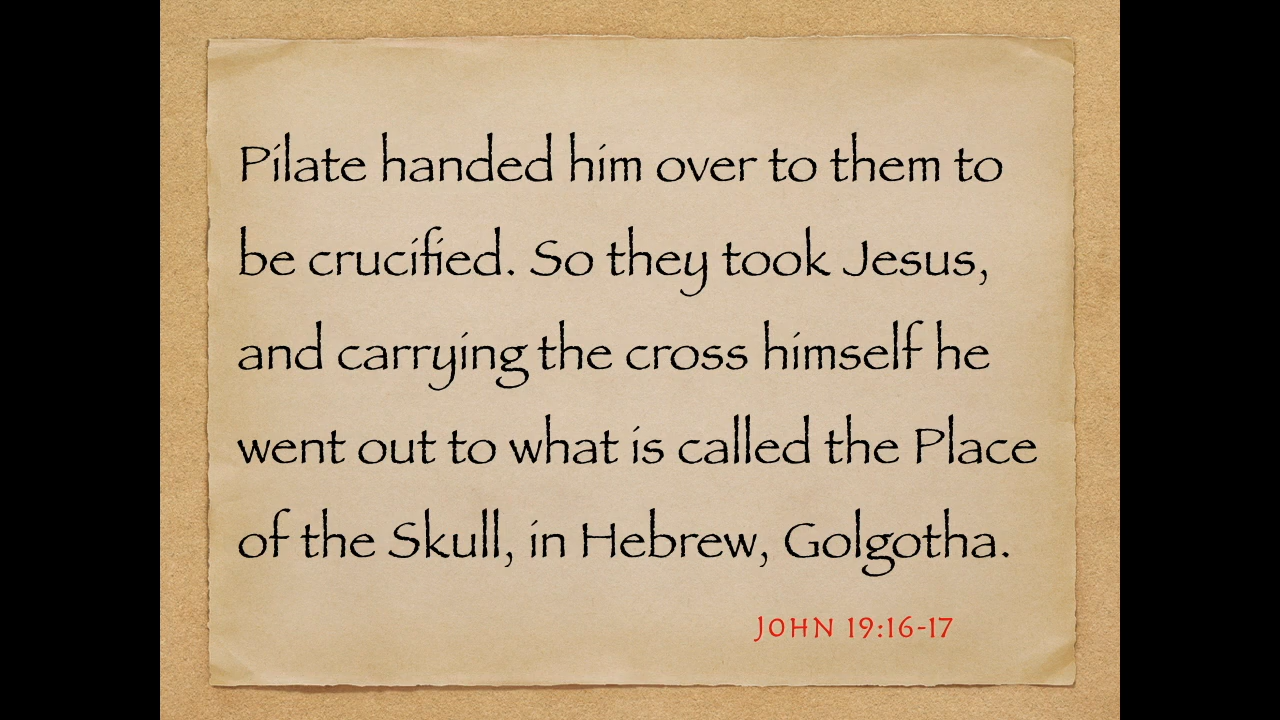 Pilate handed him over to them to
be crucified. So they took Jesus,
and carrying the cross himself he
went out to what is called the Place
of the Skull, in Hebrew, Golgotha.
JOHN 19:16-17